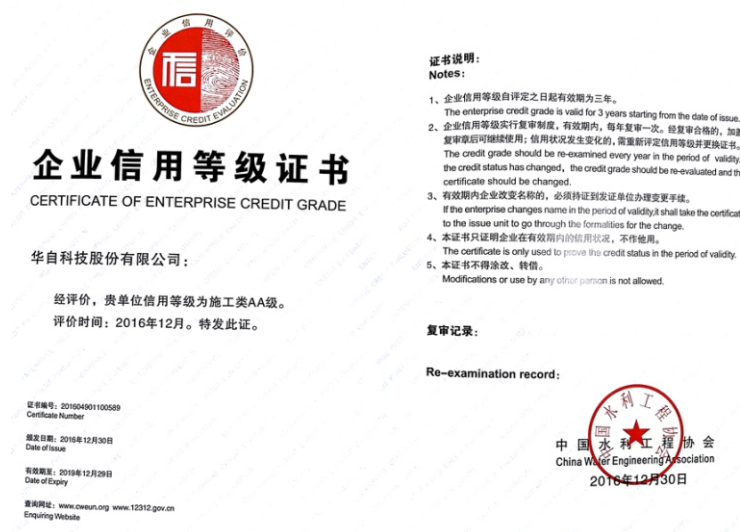 企业信用评价
信
ENTERPRISE CREDIT EVALUATION
企业信用等级证书
CERTIFICATE OF ENTERPRISE CREDIT GRADE
华自科技股份有限公司：
经评价，贵单位信用等级为施工类AA级。
评价时间：2016年12月。特发此证。
证书编号：201604901100589
Certificate Number
颁发日期：2016年12月30日
Date of Issue
有效期至：2019年12月29日
Date of Expiry
查询网址：www.cweun.org www.12312.gov.cn
Enquiring Website
证书说明：
Notes：
1、企业信用等级自评定之日起有效期为三年。
The enterprise credit grade is valid for 3 years starting from the date of issue.
2、企业信用等级实行复审制度，有效期内，每年复审一次。经复审合格的，加盖
复审章后可继续使用；信用状况发生变化的，需重新评定信用等级并更换证书。
The credit grade should be re-examined every year in the period of validity.
the credit status has changed，the credit grade should be re-evaluated and th
certificate should be changed.
3、有效期内企业改变名称的，必须持证到发证单位办理变更手续。
If the enterprise changes name in the period of validity,it shall take the certificat
to the issue unit to go through the formalities for the change.
4、本证书只证明企业在有效期内的信用状况，不作他用。
The certificate is only used to prove the credit status in the period of validity.
5、本证书不得涂改、转借。
Modifications or use by any other person is not allowed.
复审记录：
Re-examination record：
中国水利工程协会
中国水利工程协会
China Water Engineering Association
2016年12月30日